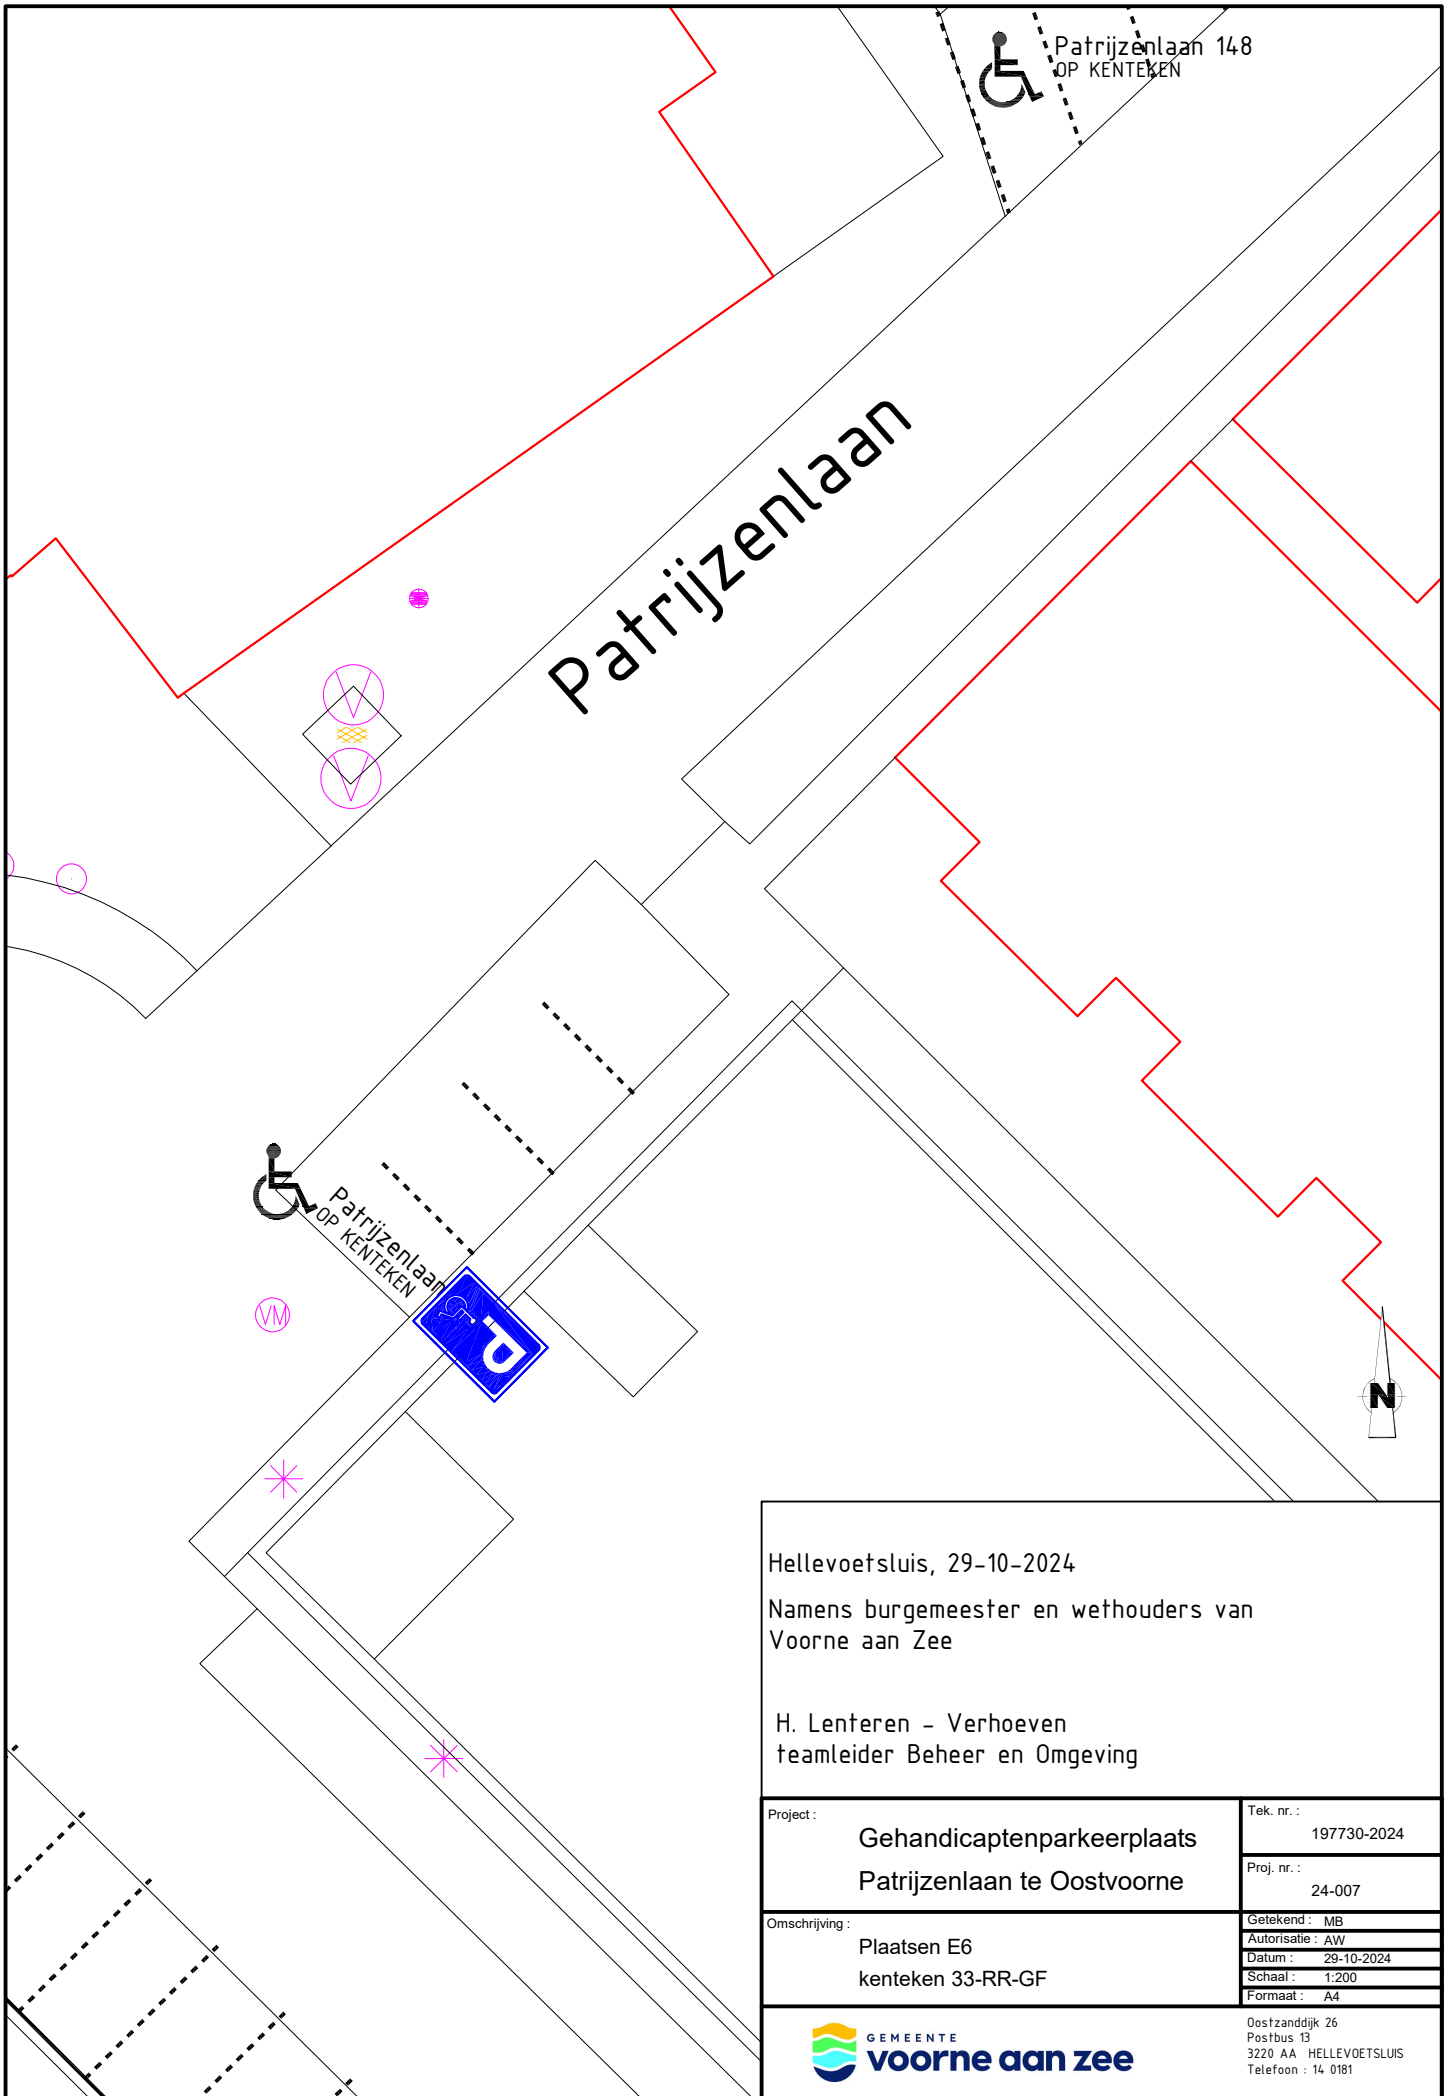 Patrijzenlaan 148
OP KENTEKEN
Patrijzenlaan
V
V
Patrijzenlaan
OP KENTEKEN
VM
P
N
Hellevoetsluis, 29-10-2024
Namens burgemeester en wethouders van
Voorne aan Zee
H. Lenteren - Verhoeven
teamleider Beheer en Omgeving
Project :
Gehandicaptenparkeerplaats
Patrijzenlaan te Oostvoorne
Tek. nr. :
197730-2024
Proj. nr. :
24-007
Omschrijving :
Plaatsen E6
kenteken 33-RR-GF
Getekend : MB
Autorisatie : AW
Datum : 29-10-2024
Schaal : 1:200
Formaat : A4
GEMEENTE
voorne aan zee
Oostzanddijk 26
Postbus 13
3220 AA HELLEVOETSLUIS
Telefoon : 14 0181